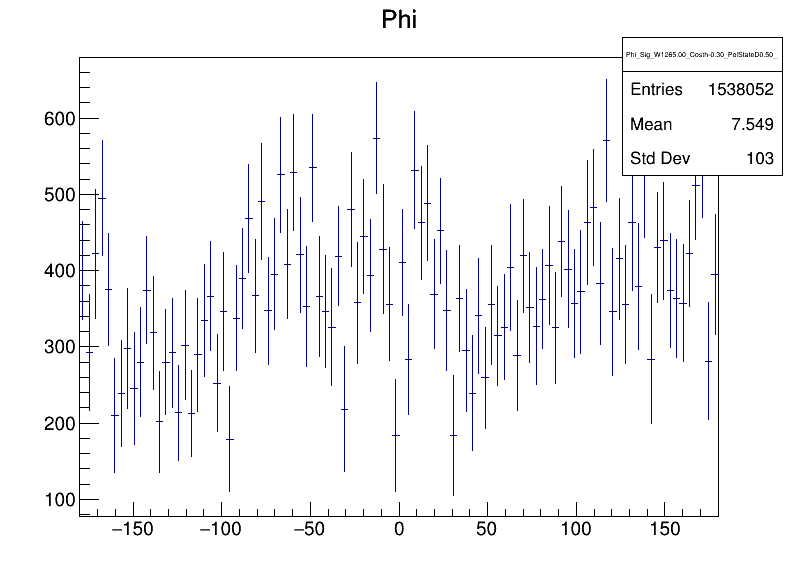 Phi
Phi_Sig_W1265.00_Costh-0.30_PolStateD0.50_
Entries 1538052
Mean 7.549
Std Dev 103
600
500
400
300
200
100
−150 −100 −50 0 50 100 150